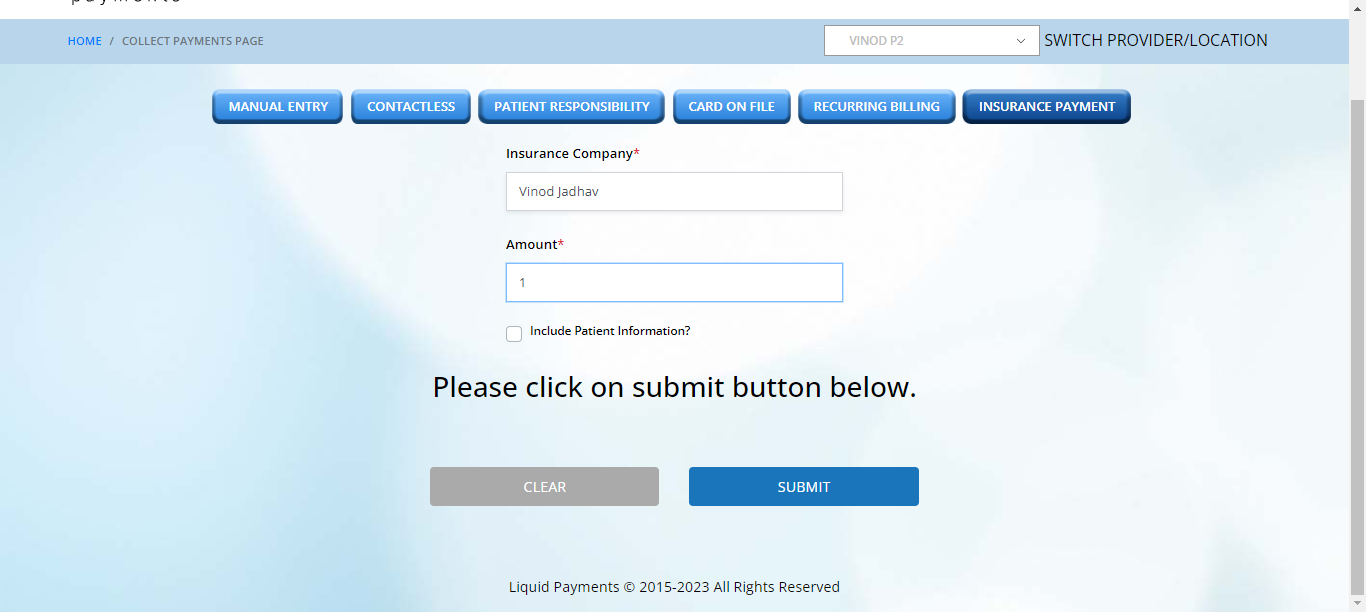 HOME / COLLECT PAYMENTS PAGE VINOD P2 SWITCH PROVIDER/LOCATION
MANUAL ENTRY CONTACTLESS PATIENT RESPONSIBILITY CARD ON FILE RECURRING BILLING INSURANCE PAYMENT
Insurance Company*
Vinod Jadhav
Amount*
1
Include Patient Information?
Please click on submit button below.
CLEAR SUBMIT
Liquid Payments © 2015-2023 All Rights Reserved